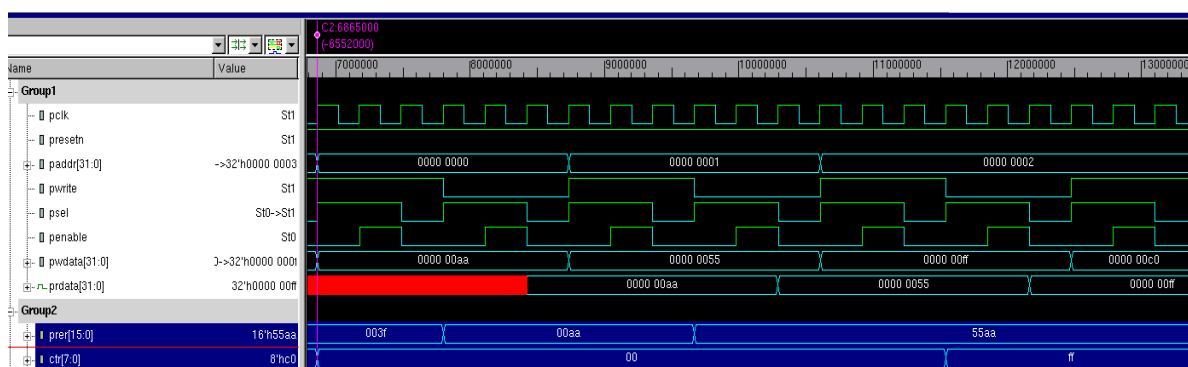 C2:6865000
(-6552000)
Name Value 7000000 8000000 9000000 10000000 11000000 12000000 13000000
Group1
pclk St1
presetn St1
paddr[31:0] ->32'h0000 0003 0000 0000 0000 0001 0000 0002
pwrite St1
psel St0->St1
penable St0
pwdata[31:0] ->32'h0000 000 0000 00aa 0000 0055 0000 00ff 0000 00c0
prdata[31:0] 32'h0000 00ff 0000 00aa 0000 0055 0000 00ff
Group2
prer[15:0] 16'h55aa 003f 00aa 55aa
ctr[7:0] 8'hc0 00 ff